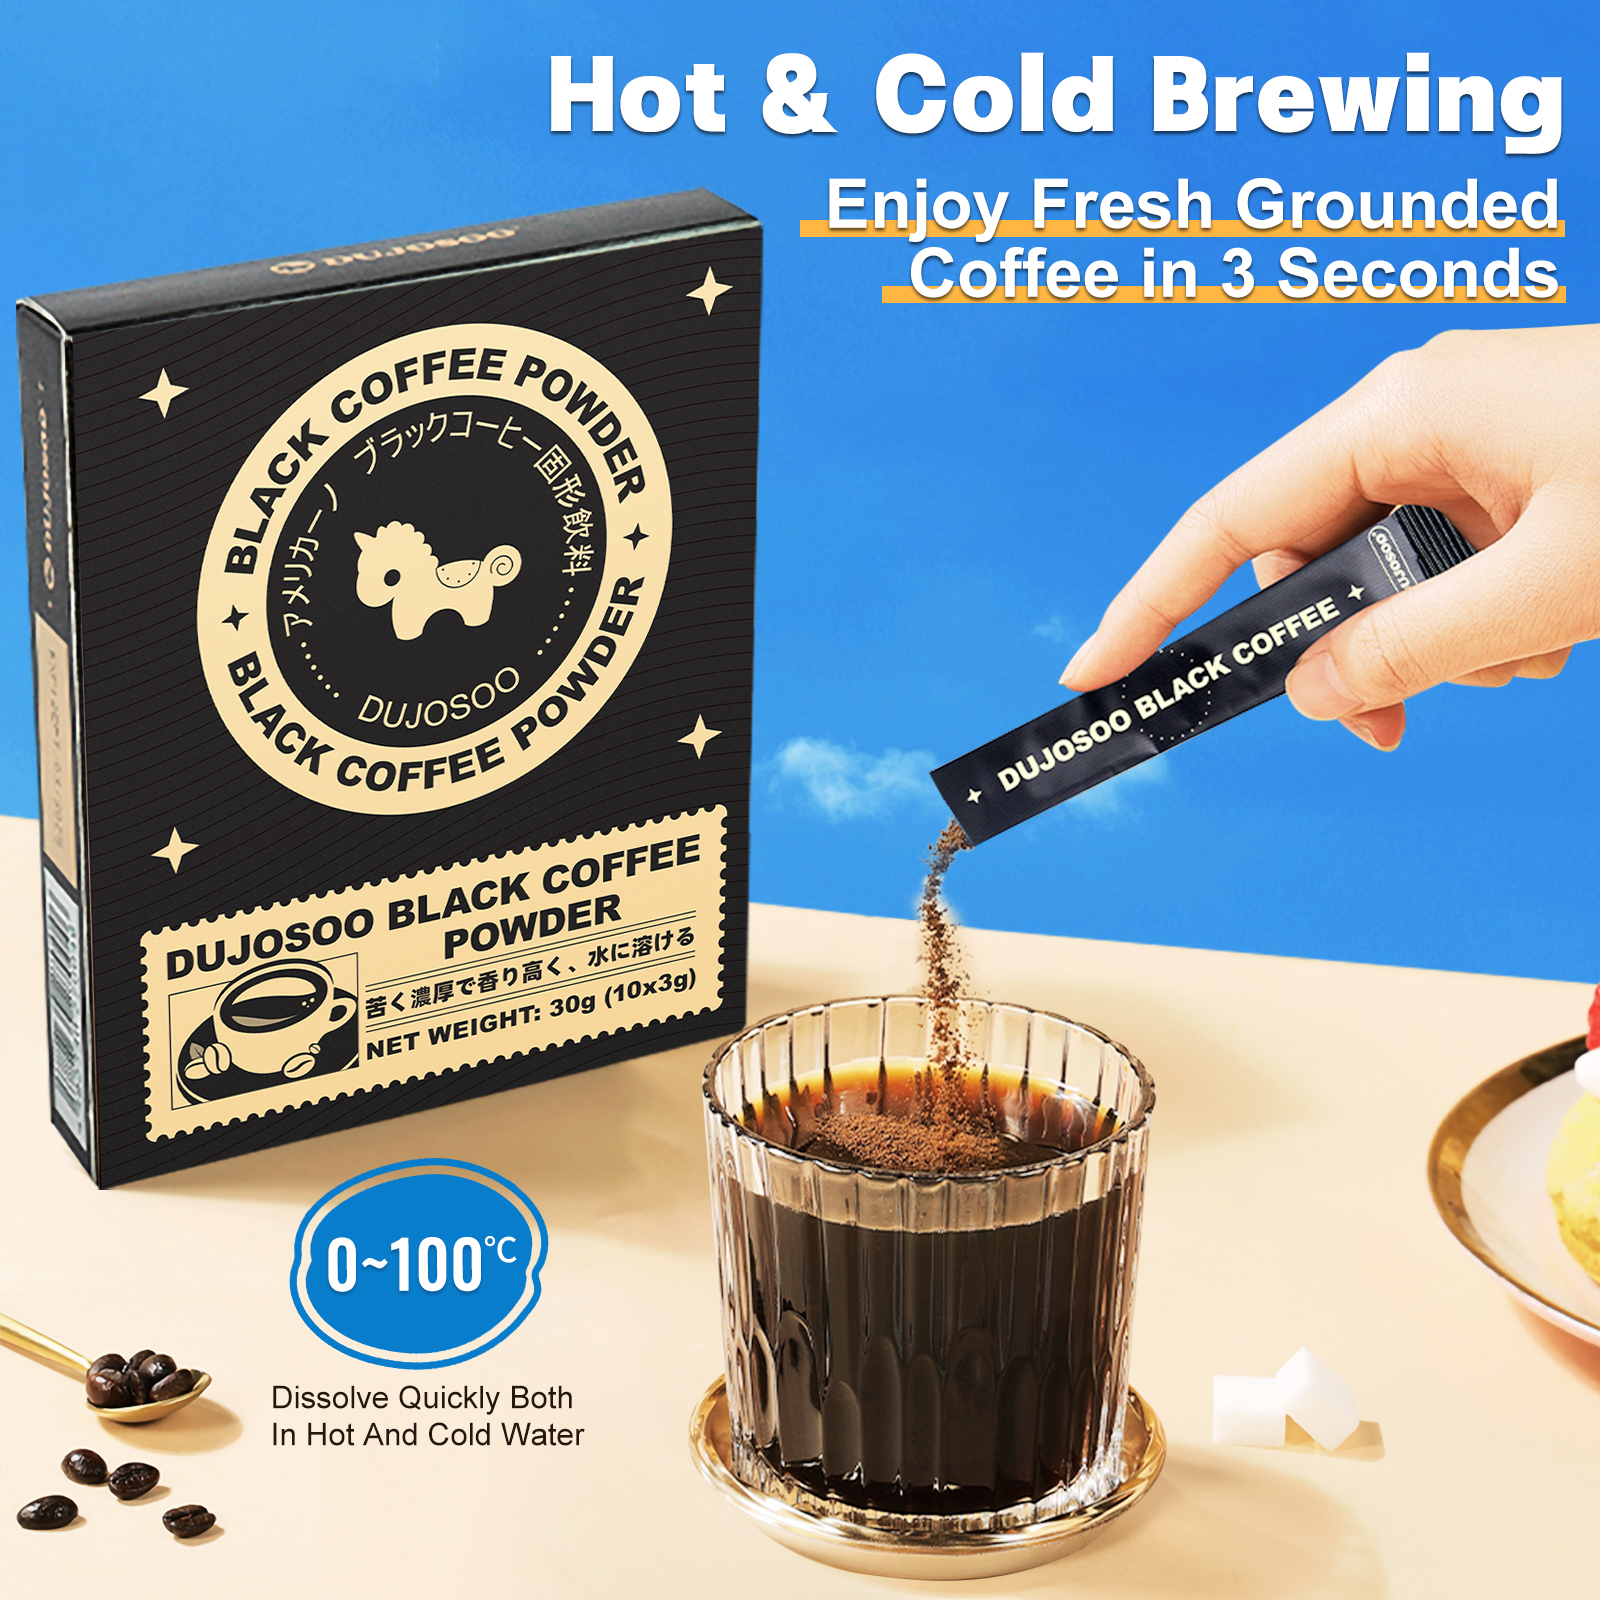 Hot & Cold Brewing
Enjoy Fresh Grounded
Coffee in 3 Seconds
DUJOSOO
BLACK COFFEE POWDER
アメリカーノ ブラックコーヒー固形飲料
DUJOSOO
BLACK COFFEE POWDER
DUJOSOO BLACK COFFEE
POWDER
苦く濃厚で香り高く、水に溶ける
NET WEIGHT: 30g (10x3g)
DUJOSOO BLACK COFFEE
DUJOSOO
0~100℃
Dissolve Quickly Both
In Hot And Cold Water